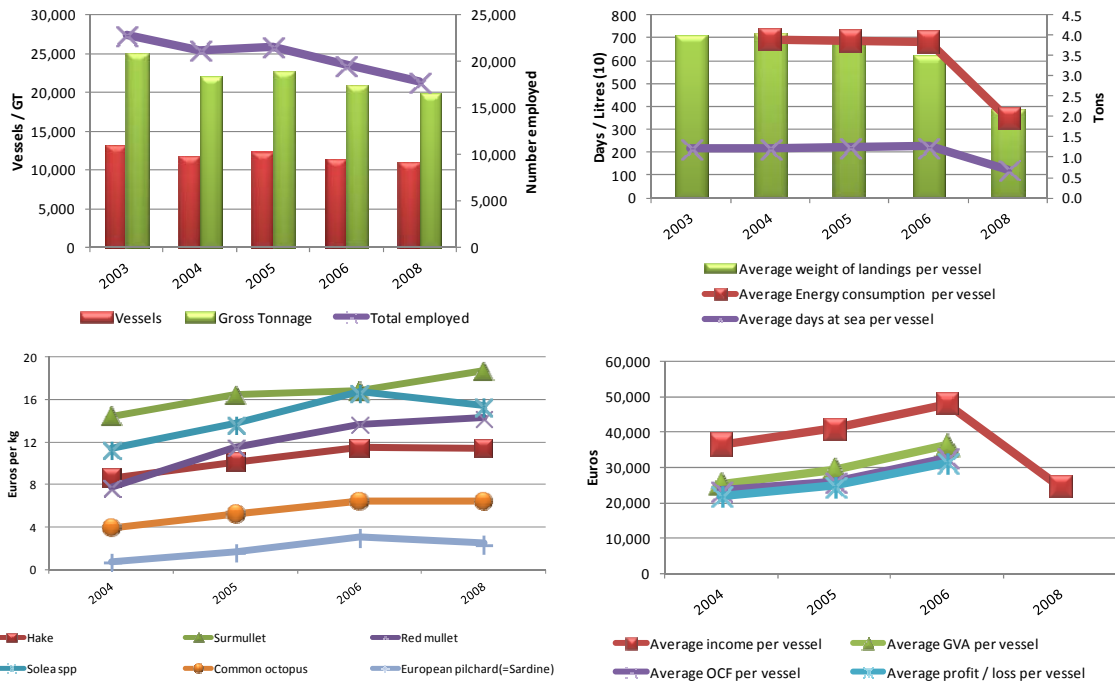 30,000
25,000
20,000
15,000
10,000
5,000
0
Vessels / GT
25,000
20,000
15,000
10,000
5,000
0
Number employed
2003
2004
2005
2006
2008
Vessels
Gross Tonnage
Total employed
800
700
600
500
400
300
200
100
0
Days / Litres (10)
4.5
4.0
3.5
3.0
2.5
2.0
1.5
1.0
0.5
0.0
Tons
2003
2004
2005
2006
2008
Average weight of landings per vessel
Average Energy consumption per vessel
Average days at sea per vessel
20
16
12
8
4
0
Euros per kg
2004
2005
2006
2008
Hake
Surmullet
Red mullet
Solea spp
Common octopus
European pilchard(=Sardine)
60,000
50,000
40,000
30,000
20,000
10,000
0
Euros
2004
2005
2006
2008
Average income per vessel
Average GVA per vessel
Average OCF per vessel
Average profit / loss per vessel